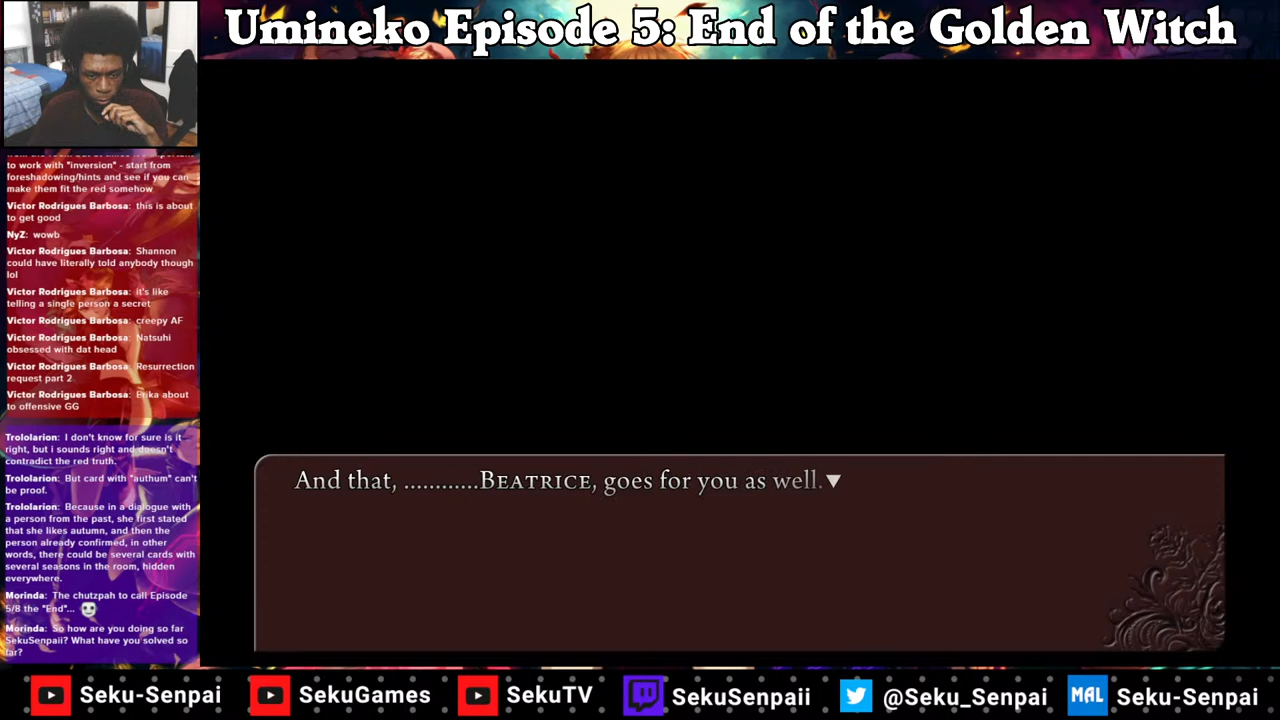 Umineko Episode 5: End of the Golden Witch
to work with "inversion" - start from
foreshadowing/hints and see if you can
make them fit the red somehow
Victor Rodrigues Barbosa: this is about
to get good
NyZ: wowb
Victor Rodrigues Barbosa: Shannon
could have literally told anybody though
lol
Victor Rodrigues Barbosa: it's like
telling a single person a secret
Victor Rodrigues Barbosa: creepy AF
Victor Rodrigues Barbosa: Natsuhi
obsessed with dat head
Victor Rodrigues Barbosa: Resurrection
request part 2
Victor Rodrigues Barbosa: Erika about
to offensive GG
Trololarion: I don't know for sure is it
right, but i sounds right and doesn't
contradict the red truth.
Trololarion: But card with "authum" can't
be proof.
Trololarion: Because in a dialogue with
a person from the past, she first stated
that she likes autumn, and then the
person already confirmed, in other
words, there could be several cards with
several seasons in the room, hidden
everywhere.
Morinda: The chutzpah to call Episode
5/8 the "End"...
Morinda: So how are you doing so far
SekuSenpaii? What have you solved so
far?
And that, ............BEATRICE, goes for you as well.
Seku-Senpai
SekuGames
SekuTV
SekuSenpaii
@Seku_Senpai
MAL Seku-Senpai